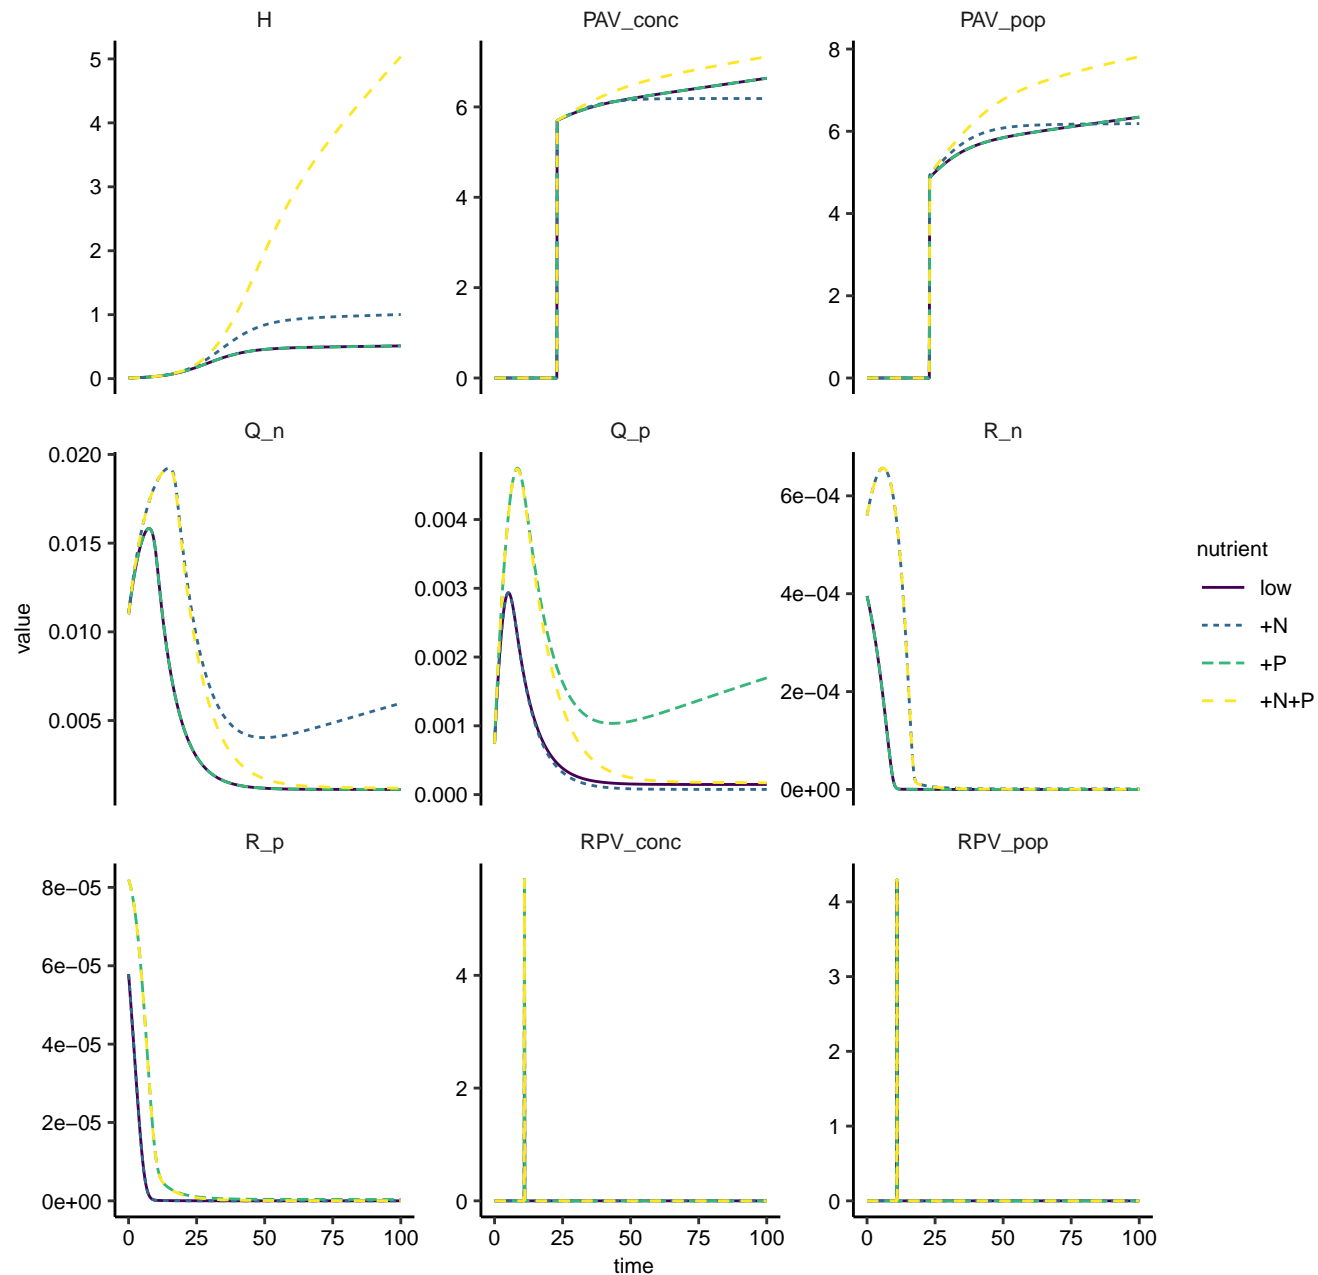 H
PAV_conc
PAV_pop
5
4
3
2
1
0
6
4
2
0
8
6
4
2
0
Q_n
Q_p
R_n
0.020
0.015
0.010
0.005
0.004
0.003
0.002
0.001
0.000
6e−04
4e−04
2e−04
0e+00
R_p
RPV_conc
RPV_pop
8e−05
6e−05
4e−05
2e−05
0e+00
4
2
0
4
3
2
1
0
0 25 50 75 100
0 25 50 75 100
0 25 50 75 100
time
value
nutrient
low
+N
+P
+N+P